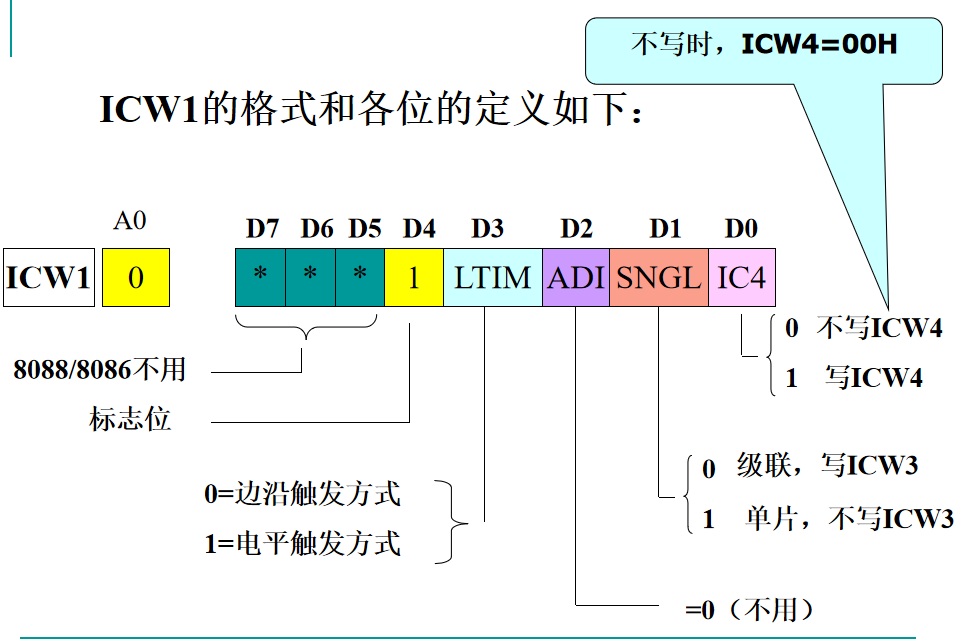 不写时，ICW4=00H
ICW1的格式和各位的定义如下：
A0
D7 D6 D5 D4 D3 D2 D1 D0
ICW1 0 * * * 1 LTIM ADI SNGL IC4
0 不写ICW4
8088/8086不用
1 写ICW4
标志位
0 级联，写ICW3
0=边沿触发方式
1 单片，不写ICW3
1=电平触发方式
=0（不用）